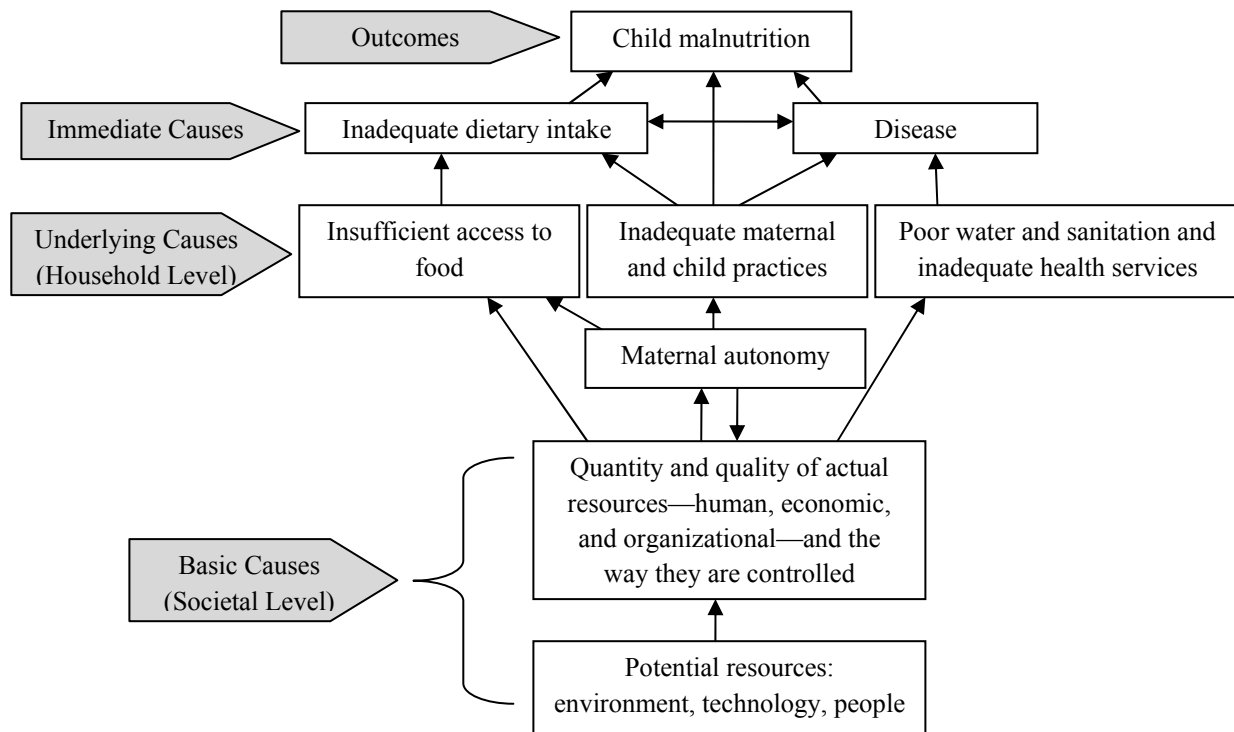 Outcomes
Child malnutrition
Immediate Causes
Inadequate dietary intake
Disease
Underlying Causes
(Household Level)
Insufficient access to
food
Inadequate maternal
and child practices
Poor water and sanitation and
inadequate health services
Maternal autonomy
Basic Causes
(Societal Level)
Quantity and quality of actual
resources—human, economic,
and organizational—and the
way they are controlled
Potential resources:
environment, technology, people